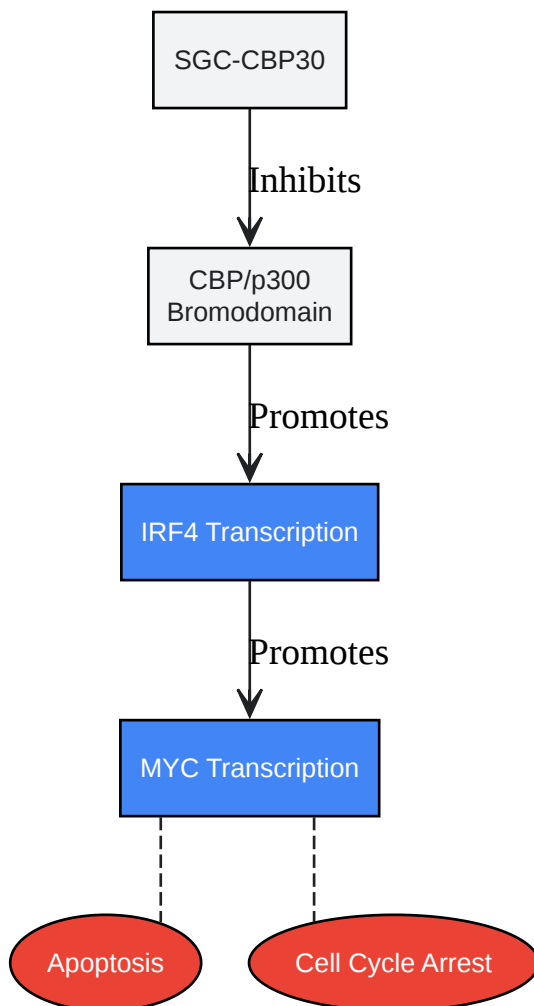 SGC-CBP30
Inhibits
CBP/p300
Bromodomain
Promotes
IRF4 Transcription
Promotes
MYC Transcription
Apoptosis
Cell Cycle Arrest